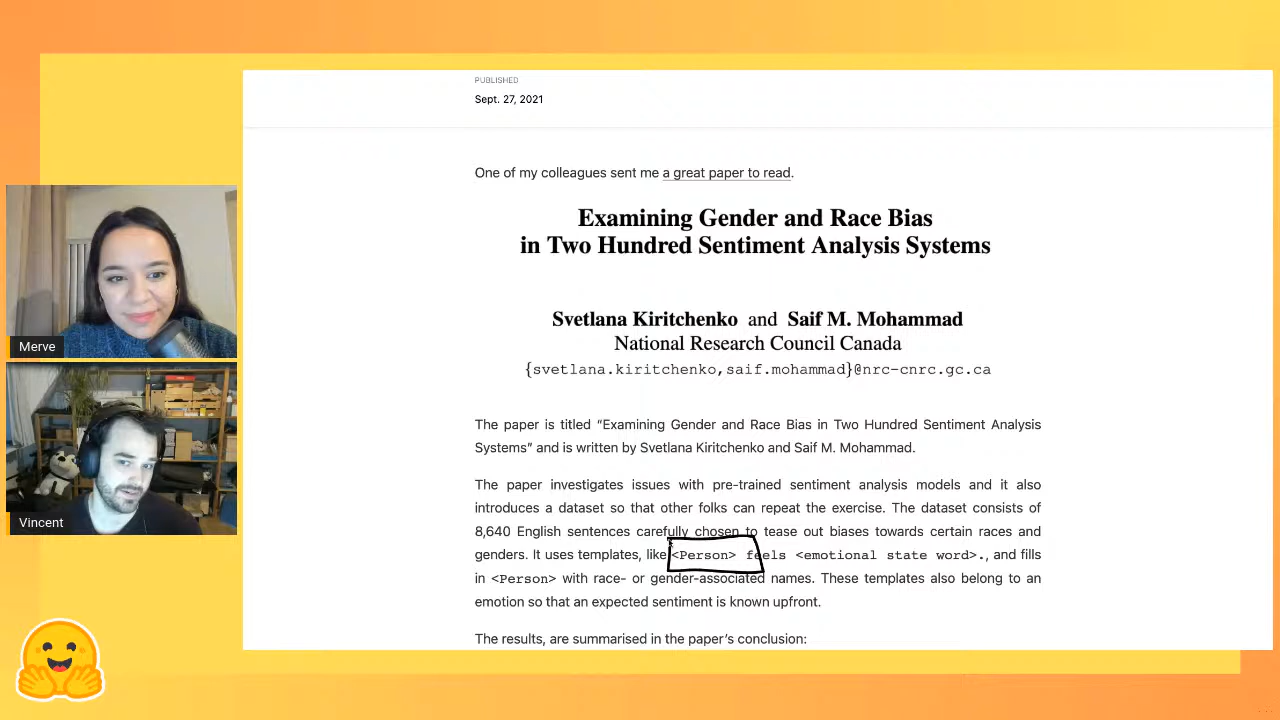 PUBLISHED
Sept. 27, 2021
One of my colleagues sent me a great paper to read.
Examining Gender and Race Bias
in Two Hundred Sentiment Analysis Systems
Svetlana Kiritchenko and Saif M. Mohammad
National Research Council Canada
{svetlana.kiritchenko,saif.mohammad}@nrc-cnrc.gc.ca
The paper is titled “Examining Gender and Race Bias in Two Hundred Sentiment Analysis
Systems” and is written by Svetlana Kiritchenko and Saif M. Mohammad.
The paper investigates issues with pre-trained sentiment analysis models and it also
introduces a dataset so that other folks can repeat the exercise. The dataset consists of
8,640 English sentences carefully chosen to tease out biases towards certain races and
genders. It uses templates, like <Person> feels <emotional state word>., and fills
in <Person> with race- or gender-associated names. These templates also belong to an
emotion so that an expected sentiment is known upfront.
The results, are summarised in the paper’s conclusion:
Merve
Vincent